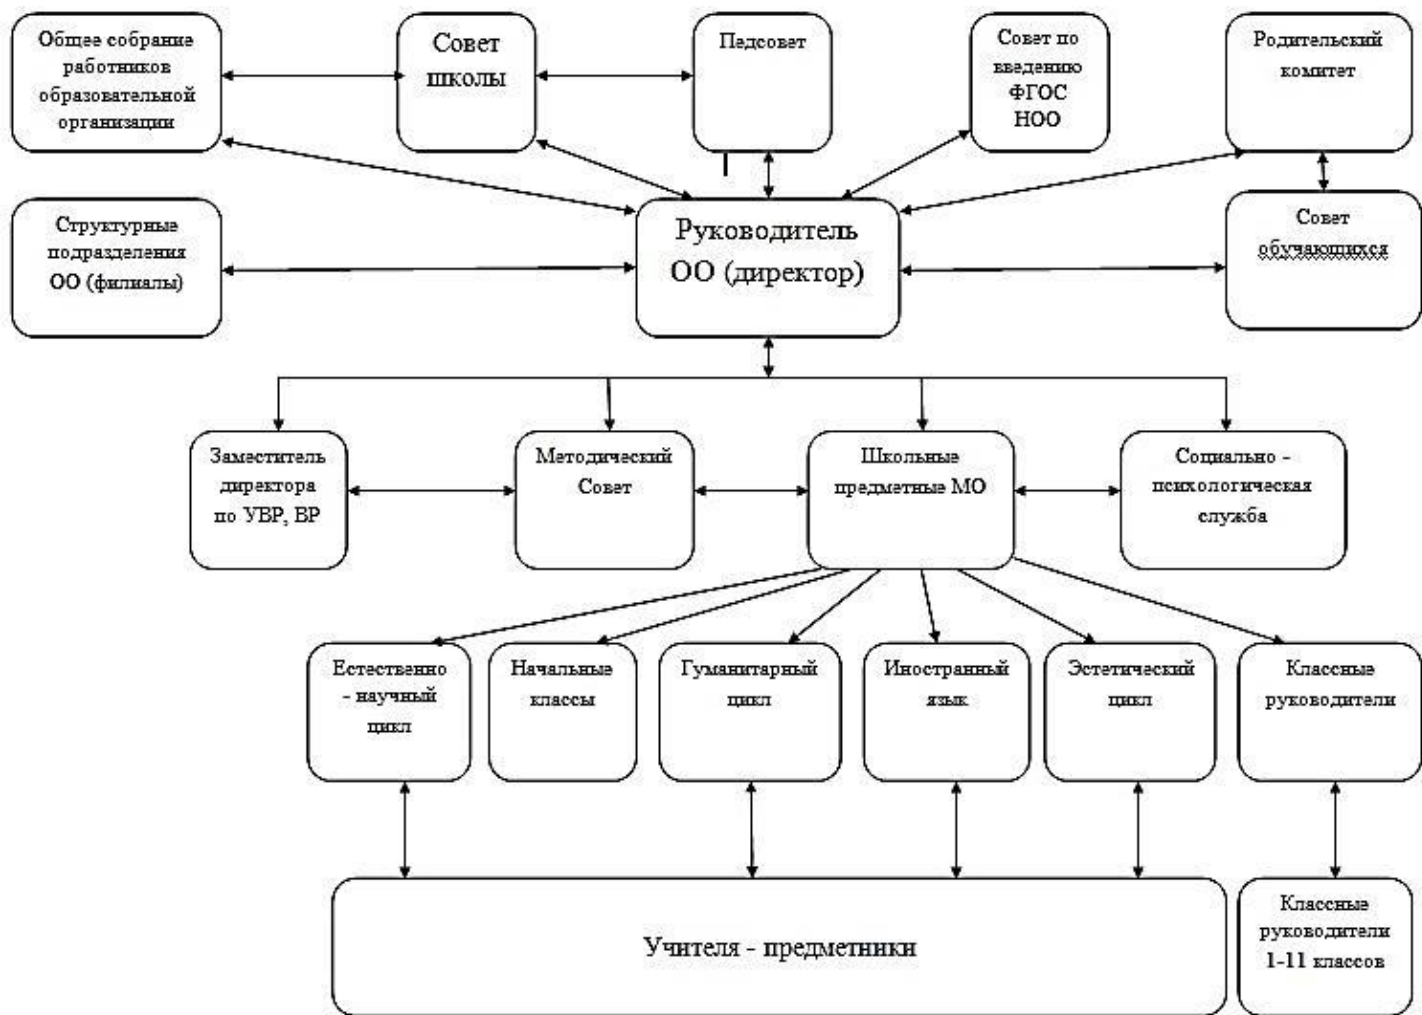 Общее собрание
работников
образовательной
организации
Совет
школы
Педсовет
Совет по
введению
ФГОС
НОО
Родительский
комитет
Структурные
подразделения
ОО (филиалы)
Руководитель
ОО (директор)
Совет
обучающихся
Заместитель
директора
по УВР, ВР
Методический
Совет
Школьные
предметные МО
Социально -
психологическая
служба
Естественно
- научный
цикл
Начальные
классы
Гуманитарный
цикл
Иностранный
язык
Эстетический
цикл
Классные
руководители
Учителя - предметники
Классные
руководители
1-11 классов